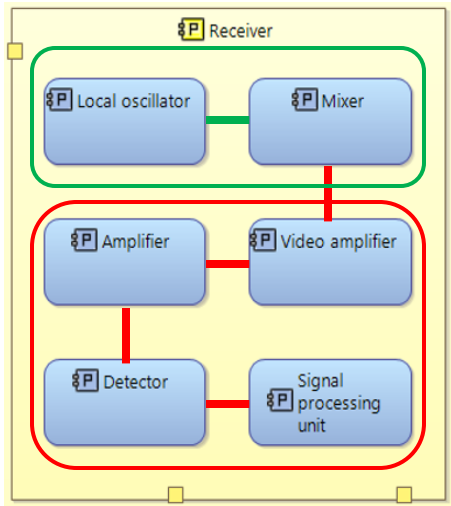 P Receiver
P Local oscillator
P Mixer
P Amplifier
P Video amplifier
P Detector
P Signal
processing
unit